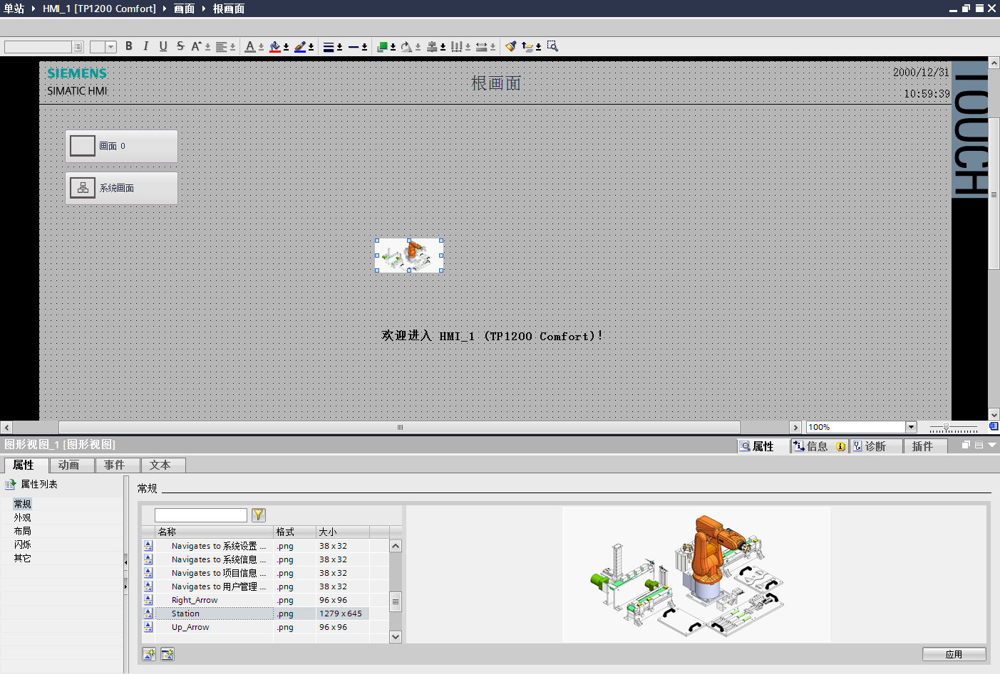 单站 HMI_1 [TP1200 Comfort] 画面 根画面
B I U S A A
SIEMENS
SIMATIC HMI
根画面
2000/12/31
10:59:39
TOUCH
画面 0
系统画面
欢迎进入 HMI_1 (TP1200 Comfort)!
100%
图形视图_1 [图形视图]
属性 信息 诊断 插件
属性 动画 事件 文本
属性列表
常规
外观
布局
闪烁
其它
常规
名称 格式 大小
Navigates to 系统设置 ... .png 38 x 32
Navigates to 系统信息 ... .png 38 x 32
Navigates to 项目信息 ... .png 38 x 32
Navigates to 用户管理 ... .png 38 x 32
Right_Arrow .png 96 x 96
Station .png 1279 x 645
Up_Arrow .png 96 x 96
应用